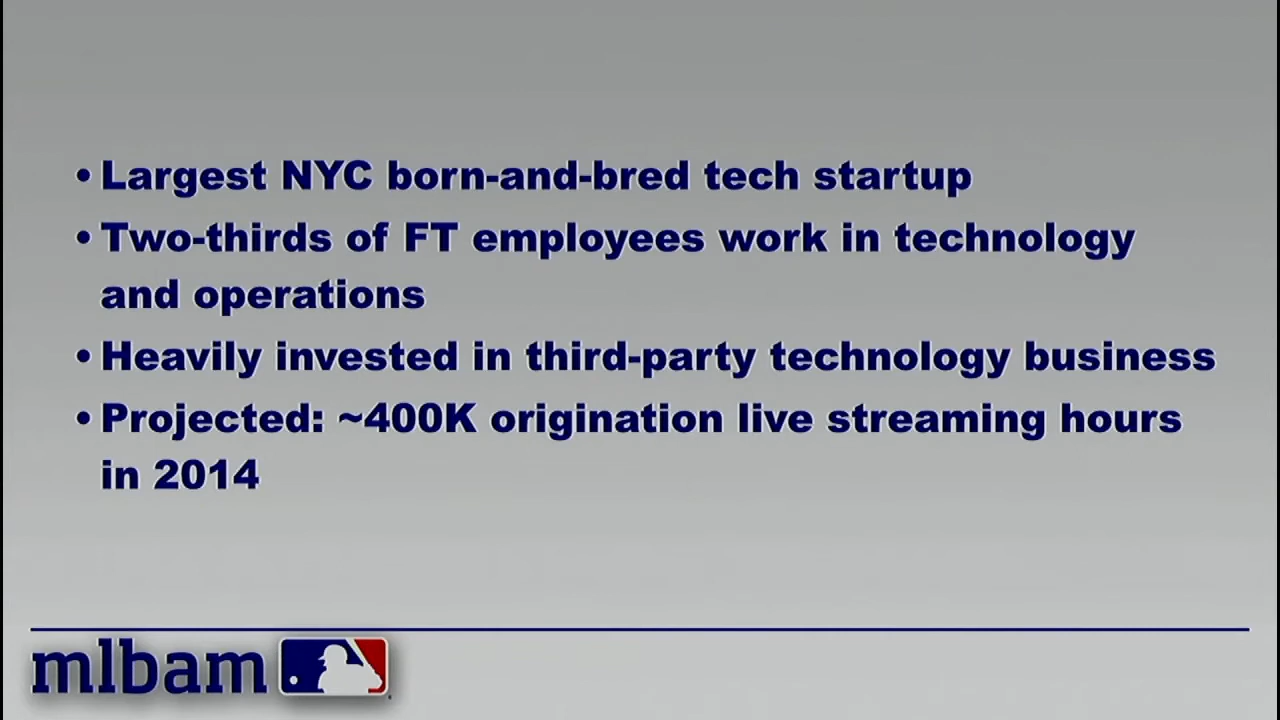 • Largest NYC born-and-bred tech startup
• Two-thirds of FT employees work in technology
and operations
• Heavily invested in third-party technology business
• Projected: ~400K origination live streaming hours
in 2014
mlbam